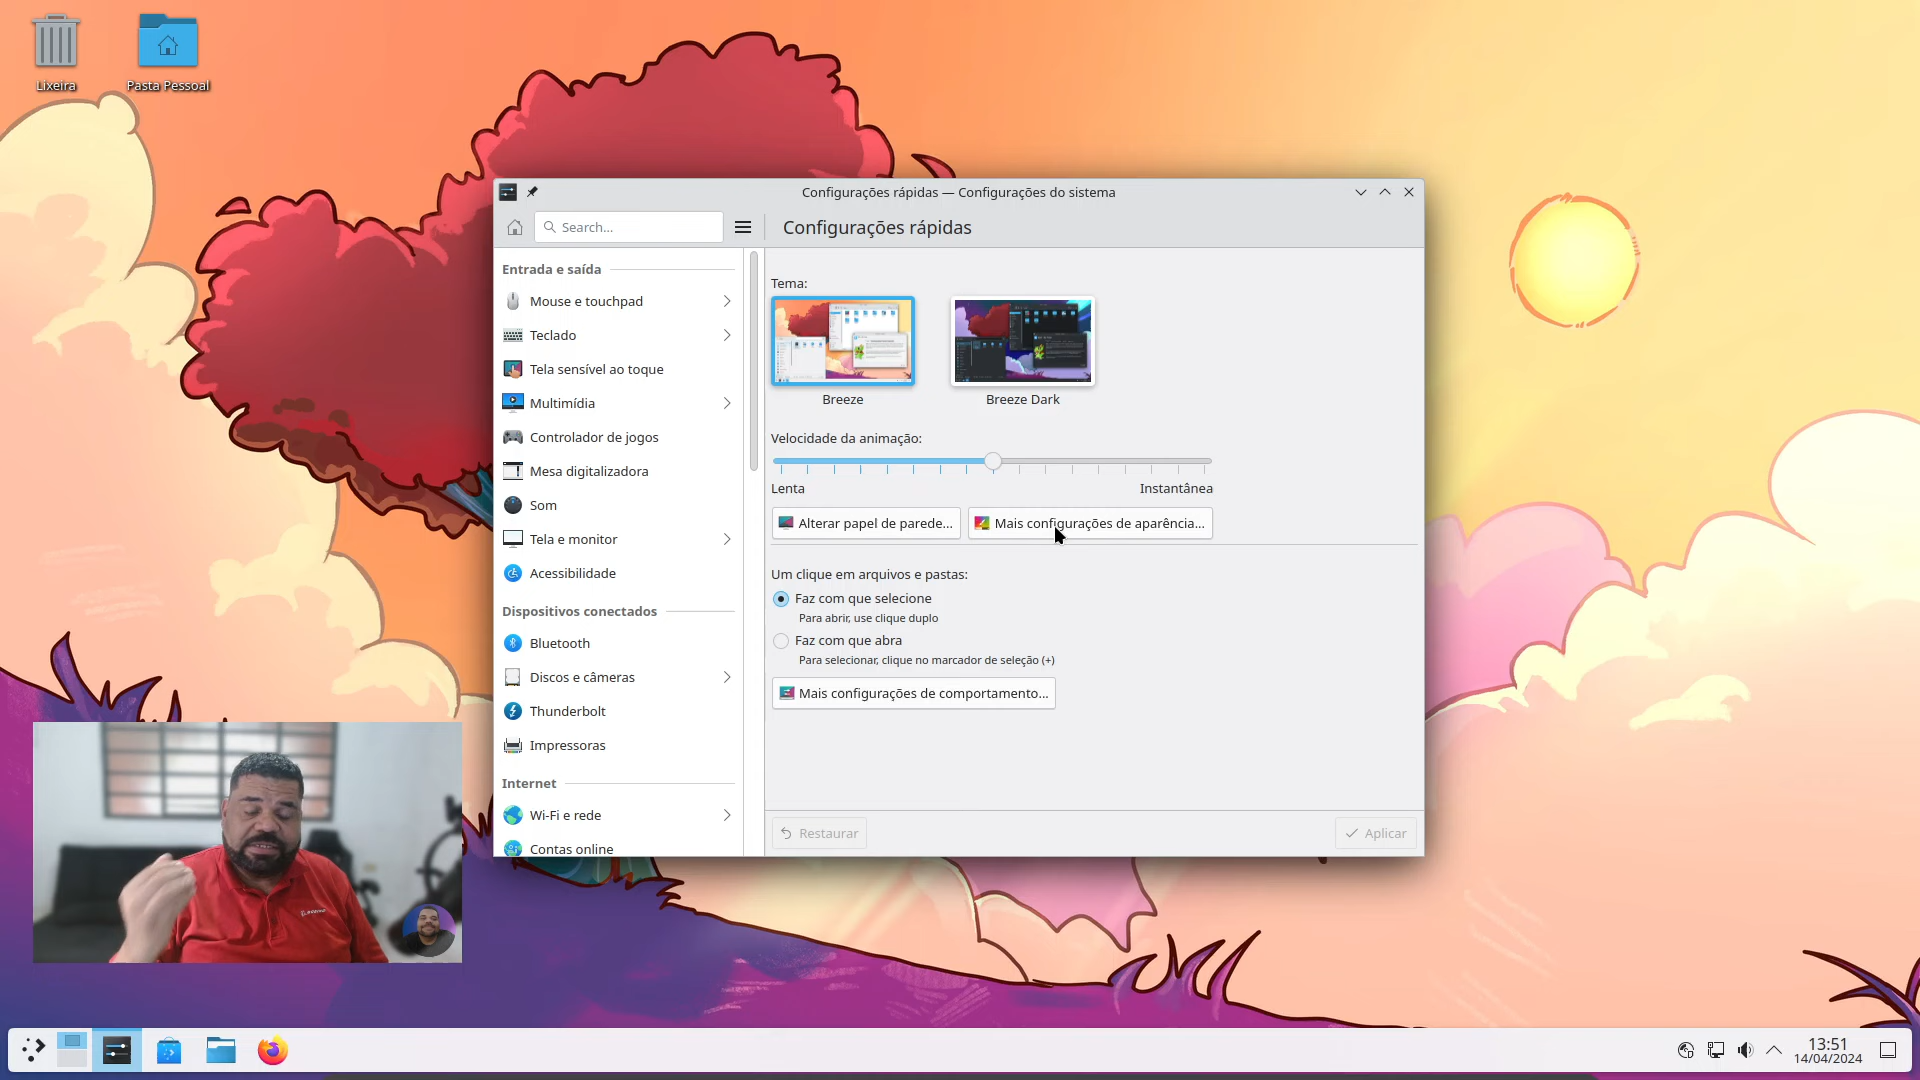 Lixeira
Pasta Pessoal
Configurações rápidas — Configurações do sistema
Search...
Configurações rápidas
Entrada e saída
Mouse e touchpad
Teclado
Tela sensível ao toque
Multimídia
Controlador de jogos
Mesa digitalizadora
Som
Tela e monitor
Acessibilidade
Dispositivos conectados
Bluetooth
Discos e câmeras
Thunderbolt
Impressoras
Internet
Wi-Fi e rede
Contas online
Tema:
Breeze
Breeze Dark
Velocidade da animação:
Lenta
Instantânea
Alterar papel de parede...
Mais configurações de aparência...
Um clique em arquivos e pastas:
Faz com que selecione
Para abrir, use clique duplo
Faz com que abra
Para selecionar, clique no marcador de seleção (+)
Mais configurações de comportamento...
Restaurar
Aplicar
13:51
14/04/2024